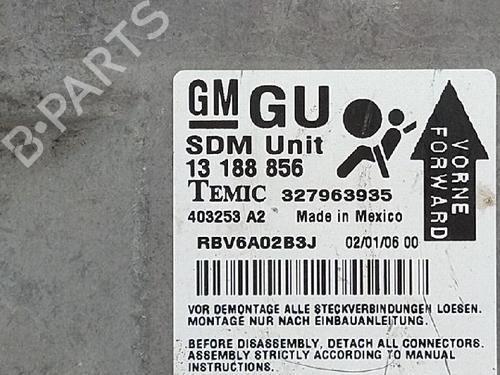 B-PARTS
GM GU
SDM Unit
13 188 856
TEMIC 327963935
403253 A2 Made in Mexico
RBV6A02B3J 02/01/06 00
VORNE
FORWARD
VOR DEMONTAGE ALLE STECKVERBINDUNGEN LOESEN.
MONTAGE NUR NACH EINBAUANLEITUNG.
BEFORE DISASSEMBLY, DETACH ALL CONNECTORS.
ASSEMBLY STRICTLY ACCORDING TO MANUAL
INSTRUCTIONS.